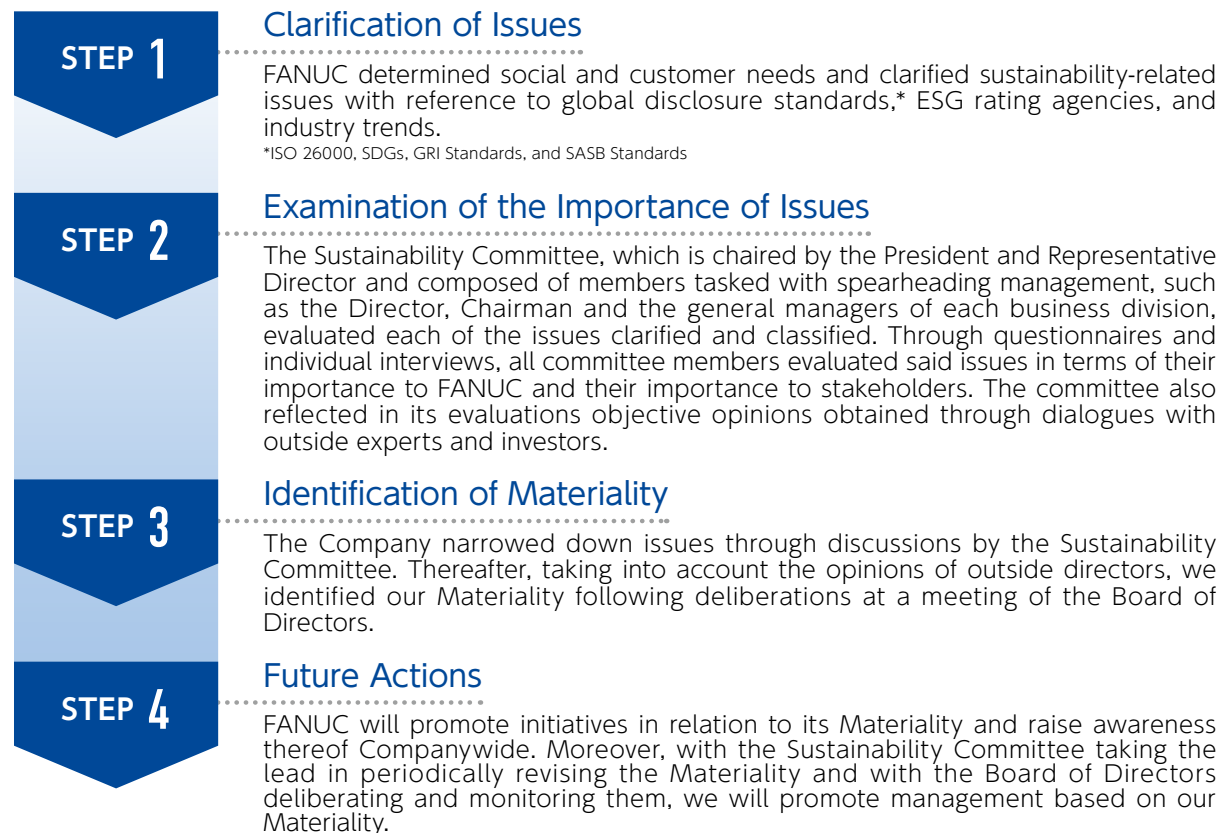 STEP 1
Clarification of Issues
FANUC determined social and customer needs and clarified sustainability-related
issues with reference to global disclosure standards,* ESG rating agencies, and
industry trends.
*ISO 26000, SDGs, GRI Standards, and SASB Standards
STEP 2
Examination of the Importance of Issues
The Sustainability Committee, which is chaired by the President and Representative
Director and composed of members tasked with spearheading management, such
as the Director, Chairman and the general managers of each business division,
evaluated each of the issues clarified and classified. Through questionnaires and
individual interviews, all committee members evaluated said issues in terms of their
importance to FANUC and their importance to stakeholders. The committee also
reflected in its evaluations objective opinions obtained through dialogues with
outside experts and investors.
STEP 3
Identification of Materiality
The Company narrowed down issues through discussions by the Sustainability
Committee. Thereafter, taking into account the opinions of outside directors, we
identified our Materiality following deliberations at a meeting of the Board of
Directors.
STEP 4
Future Actions
FANUC will promote initiatives in relation to its Materiality and raise awareness
thereof Companywide. Moreover, with the Sustainability Committee taking the
lead in periodically revising the Materiality and with the Board of Directors
deliberating and monitoring them, we will promote management based on our
Materiality.